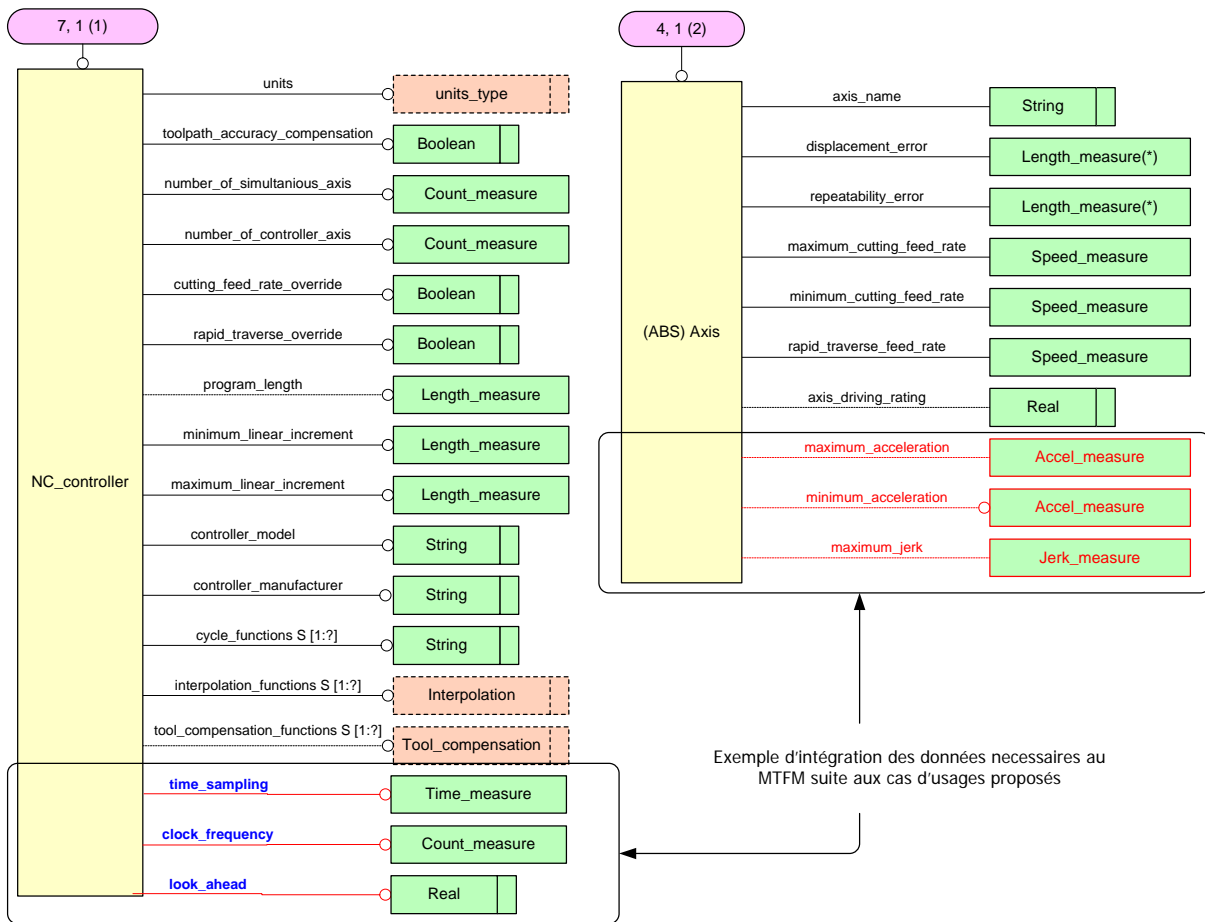 7, 1 (1)
NC_controller
units
units_type
toolpath_accuracy_compensation
Boolean
number_of_simultanious_axis
Count_measure
number_of_controller_axis
Count_measure
cutting_feed_rate_override
Boolean
rapid_traverse_override
Boolean
program_length
Length_measure
minimum_linear_increment
Length_measure
maximum_linear_increment
Length_measure
controller_model
String
controller_manufacturer
String
cycle_functions S [1:?]
String
interpolation_functions S [1:?]
Interpolation
tool_compensation_functions S [1:?]
Tool_compensation
time_sampling
Time_measure
clock_frequency
Count_measure
look_ahead
Real
4, 1 (2)
(ABS) Axis
axis_name
String
displacement_error
Length_measure(*)
repeatability_error
Length_measure(*)
maximum_cutting_feed_rate
Speed_measure
minimum_cutting_feed_rate
Speed_measure
rapid_traverse_feed_rate
Speed_measure
axis_driving_rating
Real
maximum_acceleration
Accel_measure
minimum_acceleration
Accel_measure
maximum_jerk
Jerk_measure
Exemple d'intégration des données necessaires au
MTFM suite aux cas d'usages proposés